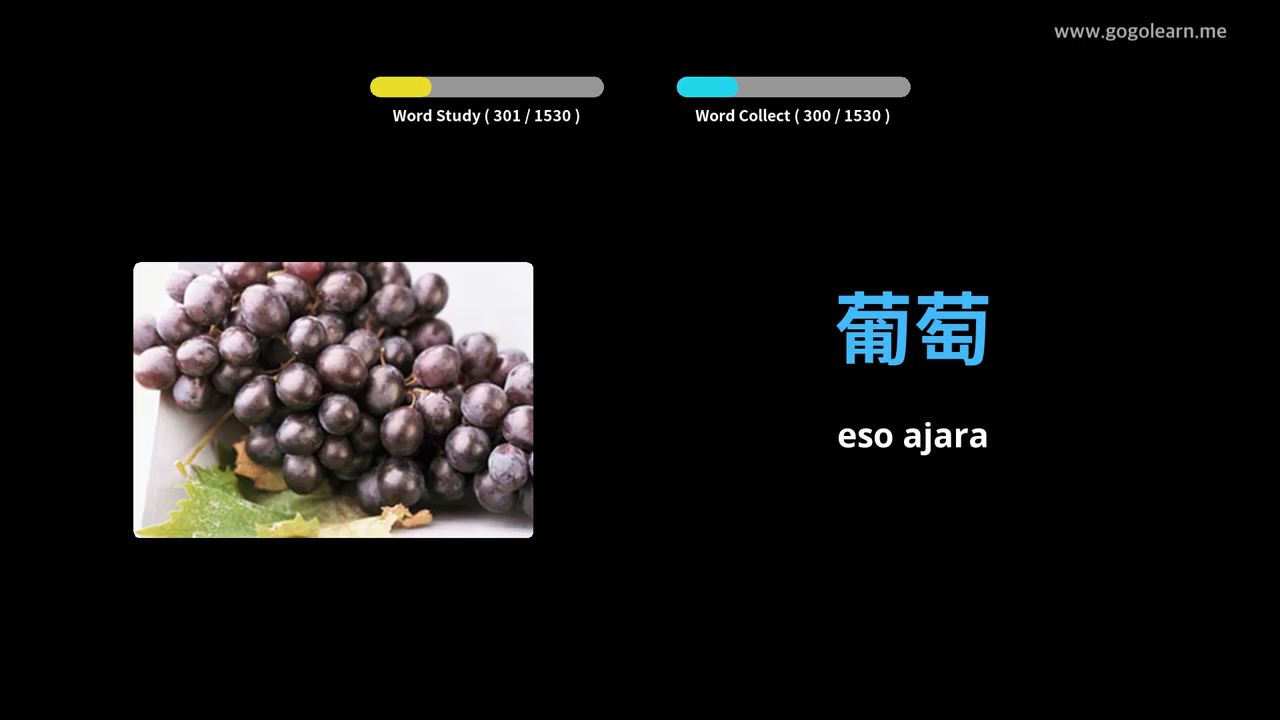 www.gogolearn.me
Word Study ( 301 / 1530 )
Word Collect ( 300 / 1530 )
葡萄
eso ajara